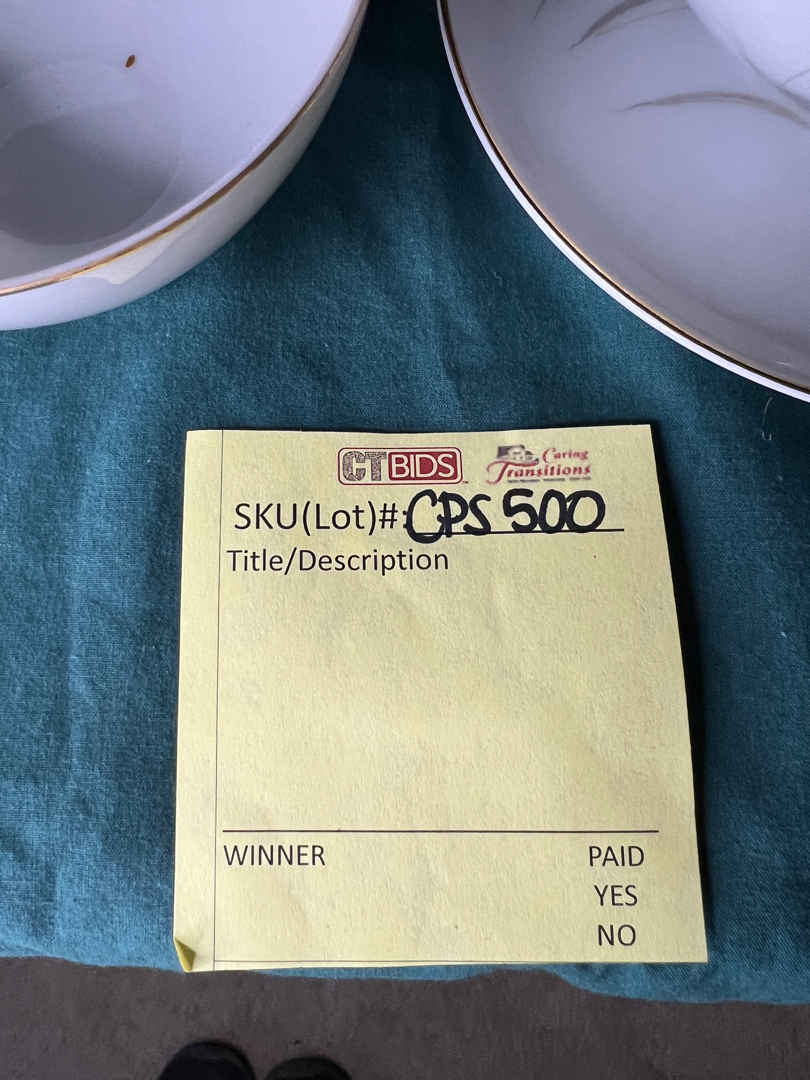 CTBIDS
Caring
Transitions
SKU(Lot)#: CPS 500
Title/Description
WINNER PAID
YES
NO